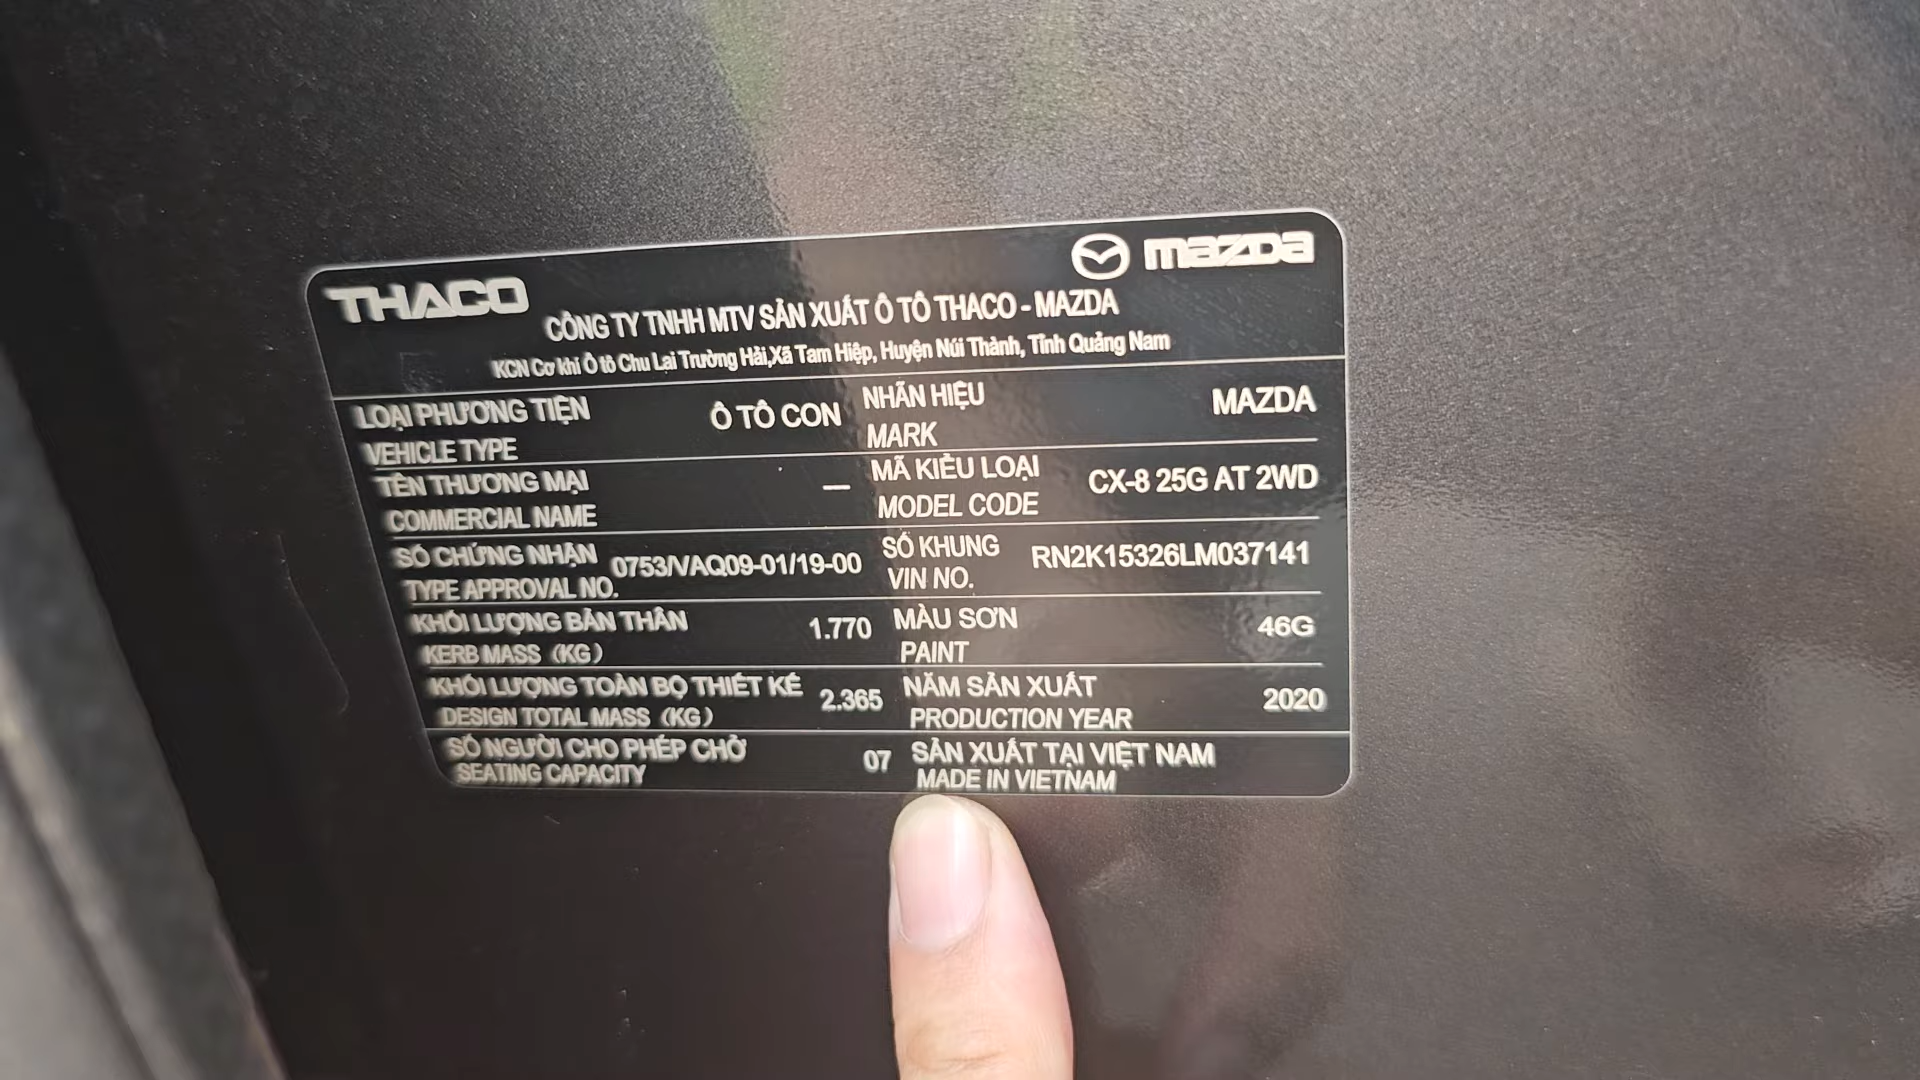 THACO
mazda
CÔNG TY TNHH MTV SẢN XUẤT Ô TÔ THACO - MAZDA
KCN Cơ khí Ô tô Chu Lai Trường Hải,Xã Tam Hiệp, Huyện Núi Thành, Tỉnh Quảng Nam
LOẠI PHƯƠNG TIỆN Ô TÔ CON
VEHICLE TYPE
NHÃN HIỆU MAZDA
MARK
TÊN THƯƠNG MẠI —
COMMERCIAL NAME
MÃ KIỂU LOẠI CX-8 25G AT 2WD
MODEL CODE
SỐ CHỨNG NHẬN 0753/VAQ09-01/19-00
TYPE APPROVAL NO.
SỐ KHUNG RN2K15326LM037141
VIN NO.
KHỐI LƯỢNG BẢN THÂN 1.770
KERB MASS (KG)
MÀU SƠN 46G
PAINT
KHỐI LƯỢNG TOÀN BỘ THIẾT KẾ 2.365
DESIGN TOTAL MASS (KG)
NĂM SẢN XUẤT 2020
PRODUCTION YEAR
SỐ NGƯỜI CHO PHÉP CHỞ 07
SEATING CAPACITY
SẢN XUẤT TẠI VIỆT NAM
MADE IN VIETNAM